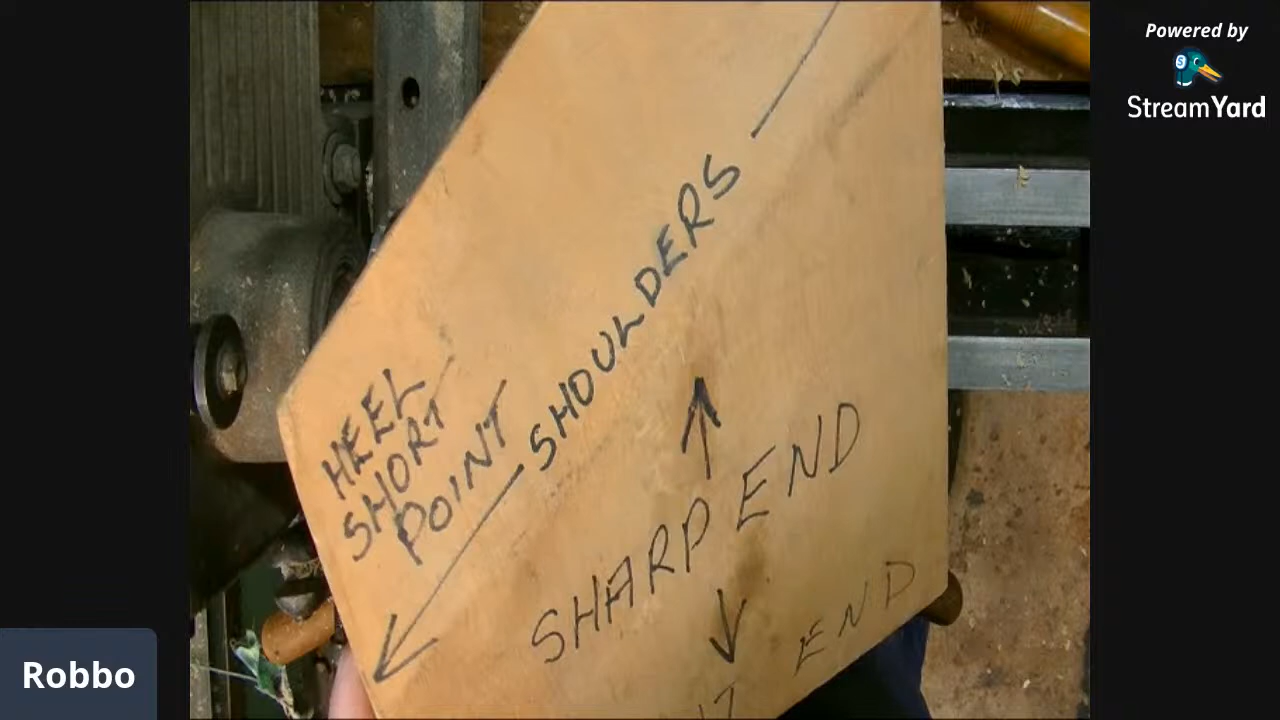 Powered by
StreamYard
HEEL
SHORT
POINT
SHOULDERS
SHARP END
END
Robbo